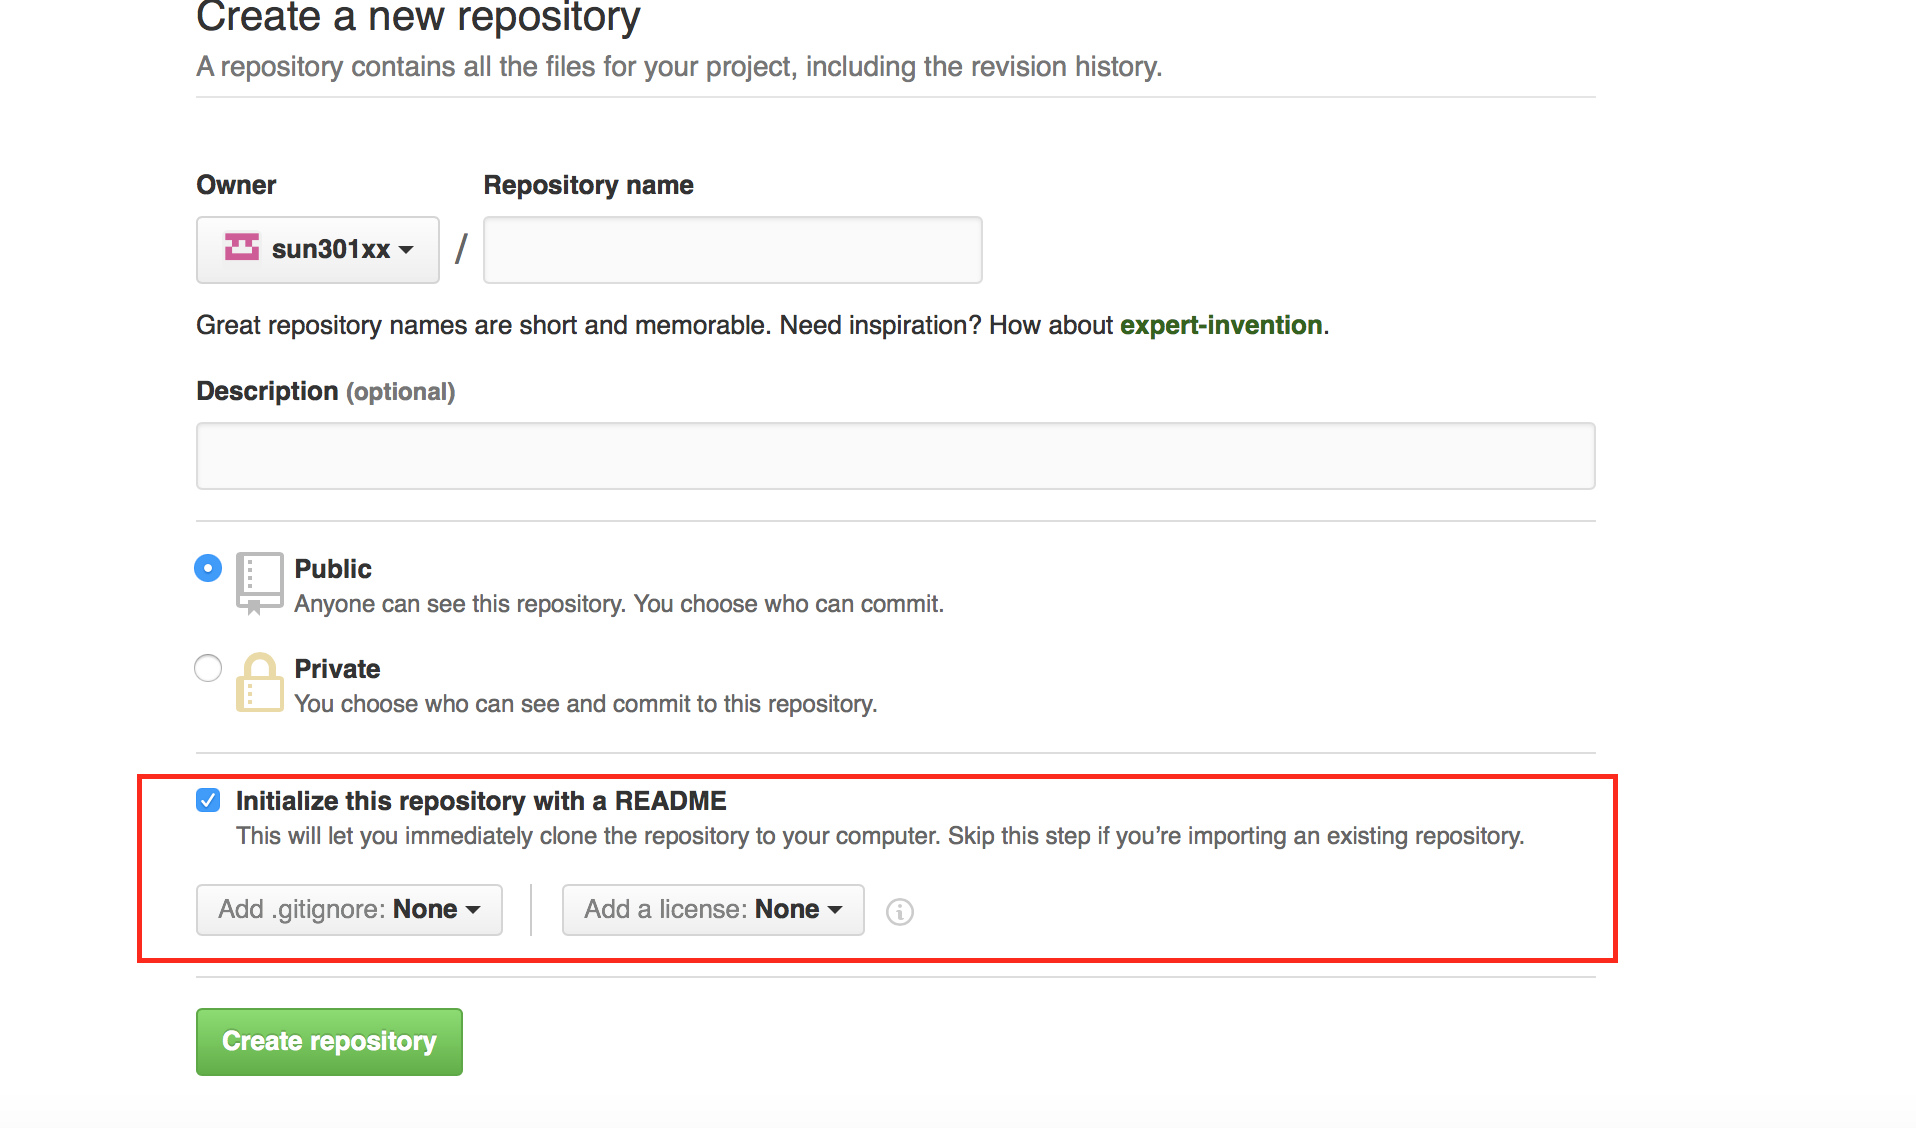 Create a new repository
A repository contains all the files for your project, including the revision history.
Owner
Repository name
sun301xx
/
Great repository names are short and memorable. Need inspiration? How about expert-invention.
Description (optional)
Public
Anyone can see this repository. You choose who can commit.
Private
You choose who can see and commit to this repository.
Initialize this repository with a README
This will let you immediately clone the repository to your computer. Skip this step if you’re importing an existing repository.
Add .gitignore: None
Add a license: None
Create repository